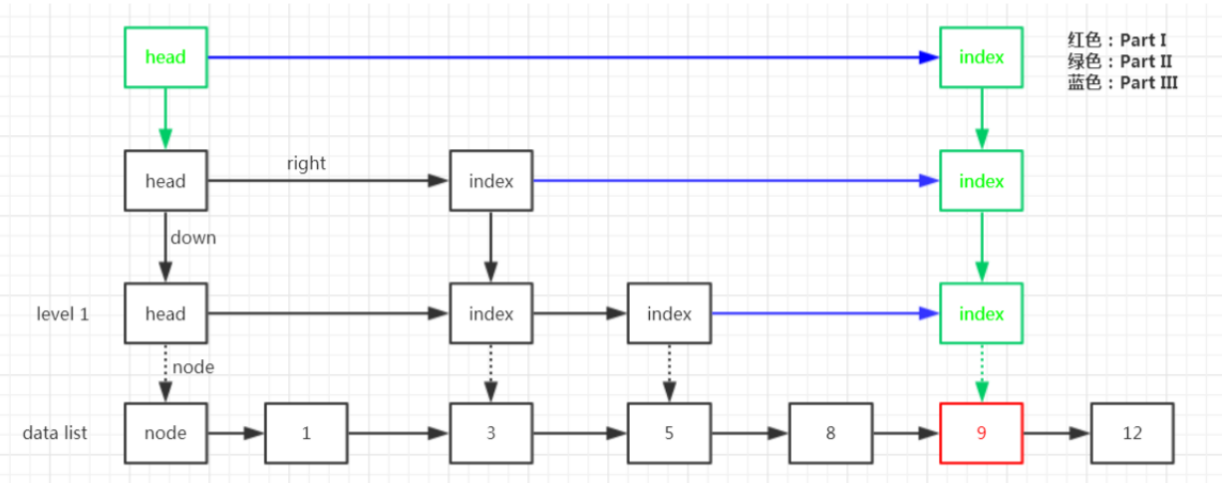 head
index
红色：Part I
绿色：Part II
蓝色：Part III
head
right
index
index
down
level 1
head
index
index
index
node
data list
node
1
3
5
8
9
12